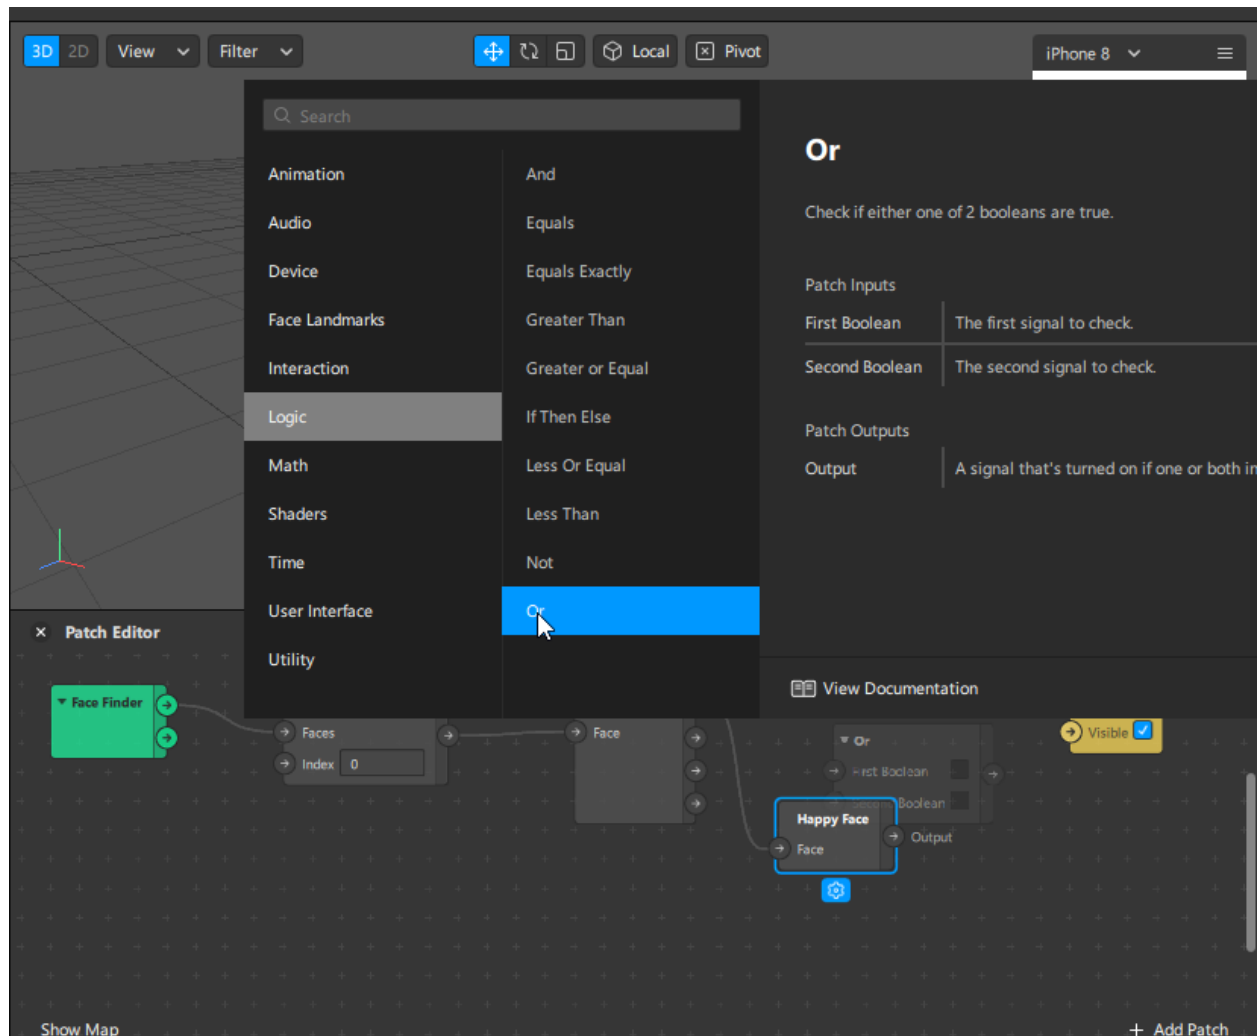 3D 2D View Filter Local Pivot iPhone 8
Search
Animation
Audio
Device
Face Landmarks
Interaction
Logic
Math
Shaders
Time
User Interface
Utility
And
Equals
Equals Exactly
Greater Than
Greater or Equal
If Then Else
Less Or Equal
Less Than
Not
Or
Or
Check if either one of 2 booleans are true.
Patch Inputs
First Boolean The first signal to check.
Second Boolean The second signal to check.
Patch Outputs
Output A signal that's turned on if one or both in
View Documentation
Patch Editor
Face Finder
Faces
Index 0
Face
Or
First Boolean
Second Boolean
Happy Face
Face
Output
Visible
Show Map
+ Add Patch